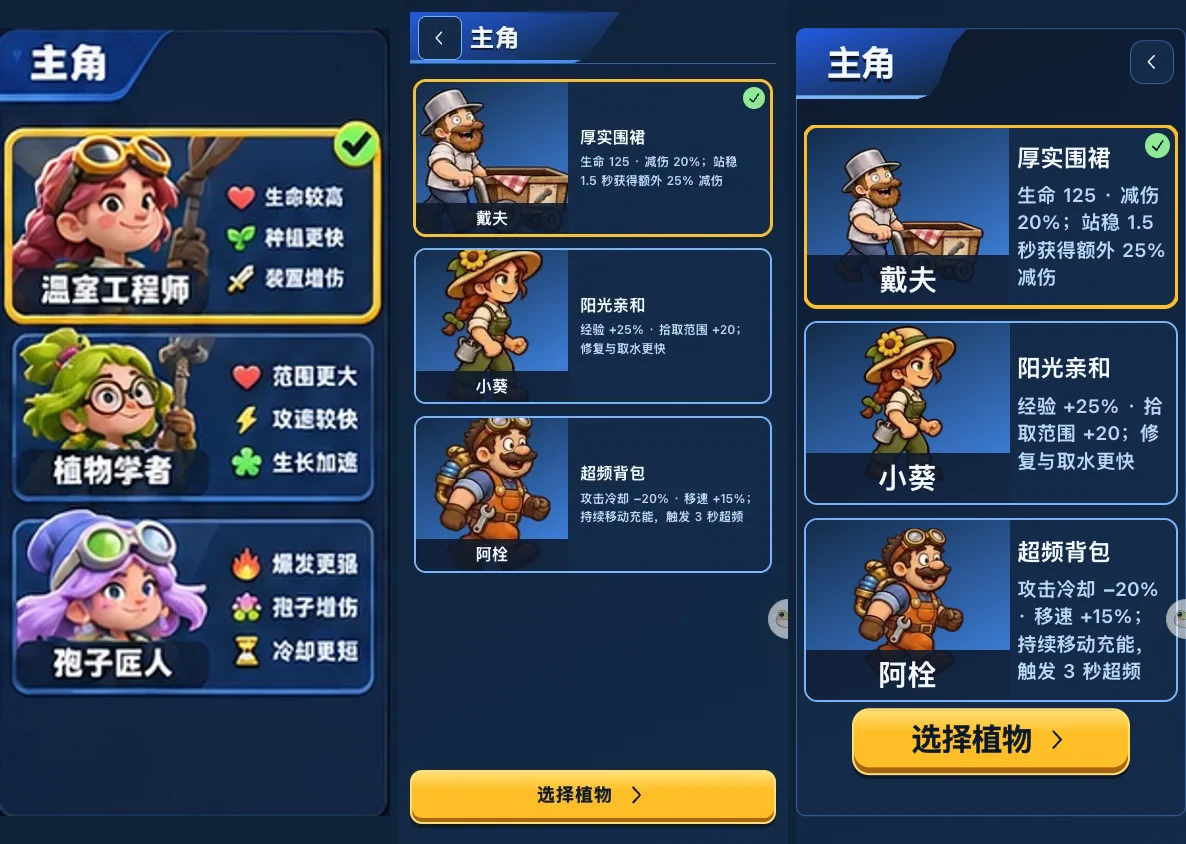 主角
温室工程师
生命较高
种植更快
装置增伤
植物学者
范围更大
攻速较快
生长加速
孢子匠人
爆发更强
孢子增伤
冷却更短
主角
戴夫
厚实围裙
生命 125 · 减伤 20%；站稳
1.5 秒获得额外 25% 减伤
小葵
阳光亲和
经验 +25% · 拾取范围 +20；
修复与取水更快
阿栓
超频背包
攻击冷却 −20% · 移速 +15%；
持续移动充能，触发 3 秒超频
选择植物
主角
戴夫
厚实围裙
生命 125 · 减伤
20%；站稳 1.5
秒获得额外 25%
减伤
小葵
阳光亲和
经验 +25% · 拾
取范围 +20；修
复与取水更快
阿栓
超频背包
攻击冷却 −20%
· 移速 +15%；
持续移动充能，
触发 3 秒超频
选择植物